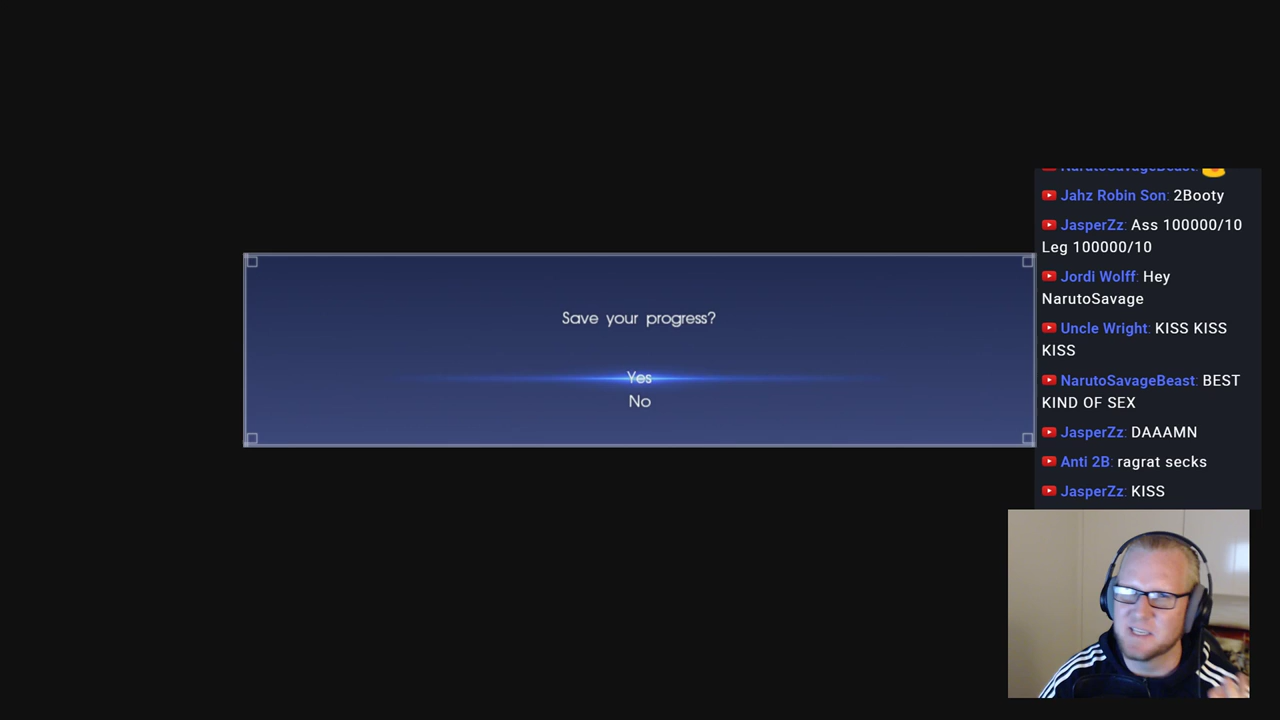 Save your progress?
Yes
No
Jahz Robin Son: 2Booty
JasperZz: Ass 100000/10
Leg 100000/10
Jordi Wolff: Hey
NarutoSavage
Uncle Wright: KISS KISS
KISS
NarutoSavageBeast: BEST
KIND OF SEX
JasperZz: DAAAMN
Anti 2B: ragrat secks
JasperZz: KISS